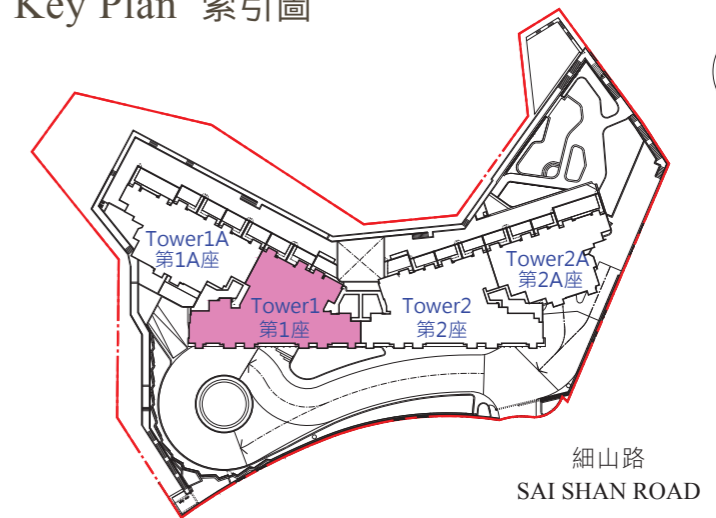 Key Plan 索引圖
Tower1A
第1A座
Tower1
第1座
Tower2
第2座
Tower2A
第2A座
細山路
SAI SHAN ROAD